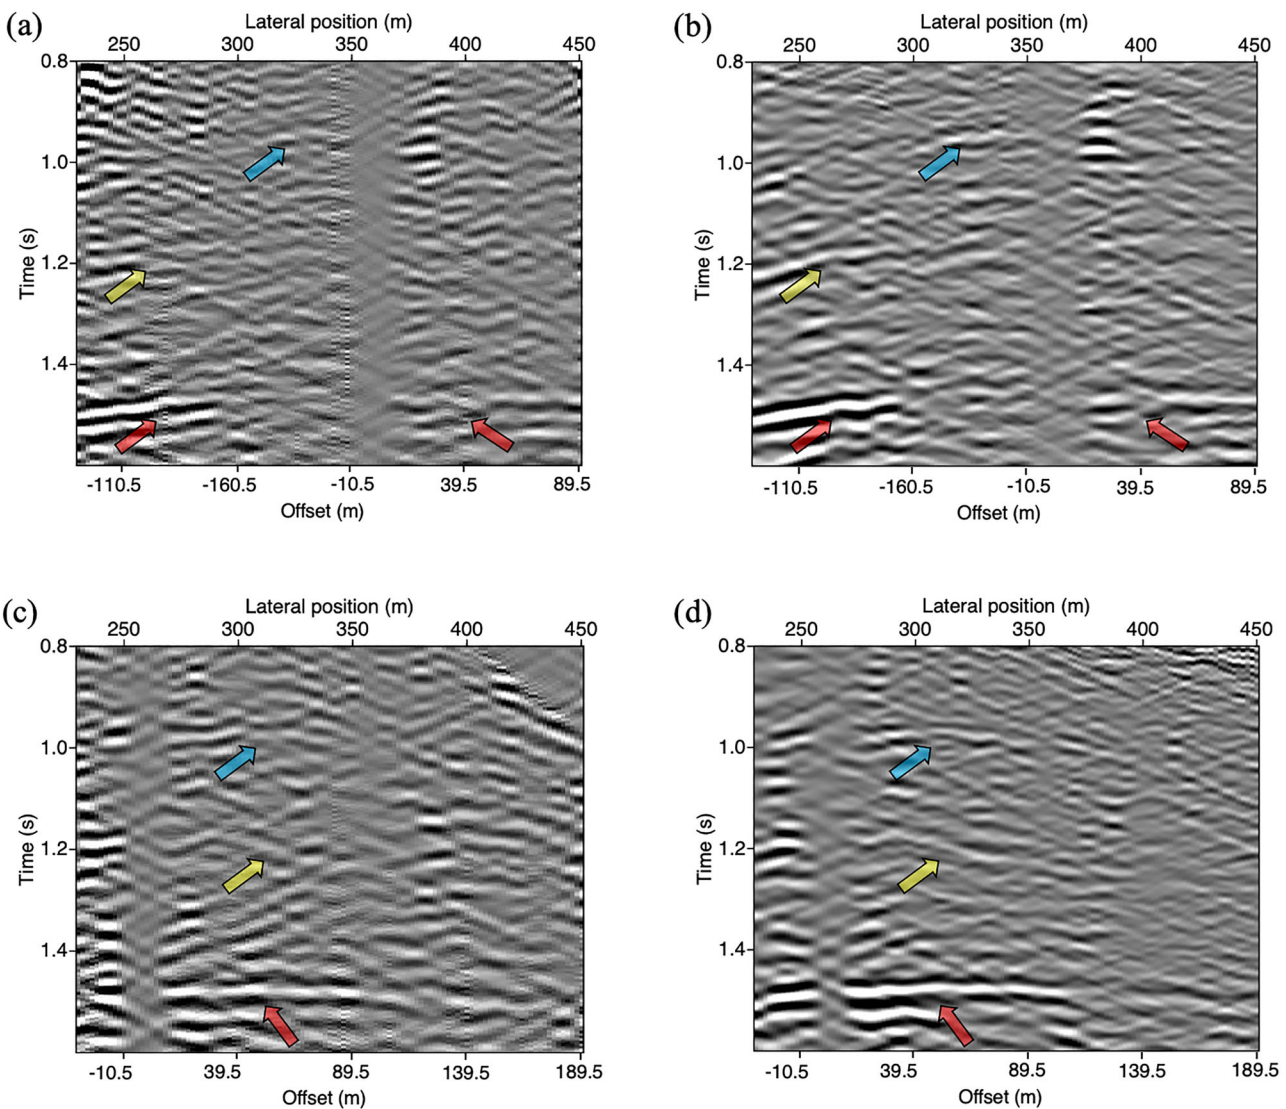 (a)
Lateral position (m)
250 300 350 400 450
0.8
1.0
1.2
1.4
Time (s)
-110.5 -160.5 -10.5 39.5 89.5
Offset (m)
(b)
Lateral position (m)
250 300 350 400 450
0.8
1.0
1.2
1.4
Time (s)
-110.5 -160.5 -10.5 39.5 89.5
Offset (m)
(c)
Lateral position (m)
250 300 350 400 450
0.8
1.0
1.2
1.4
Time (s)
-10.5 39.5 89.5 139.5 189.5
Offset (m)
(d)
Lateral position (m)
250 300 350 400 450
0.8
1.0
1.2
1.4
Time (s)
-10.5 39.5 89.5 139.5 189.5
Offset (m)